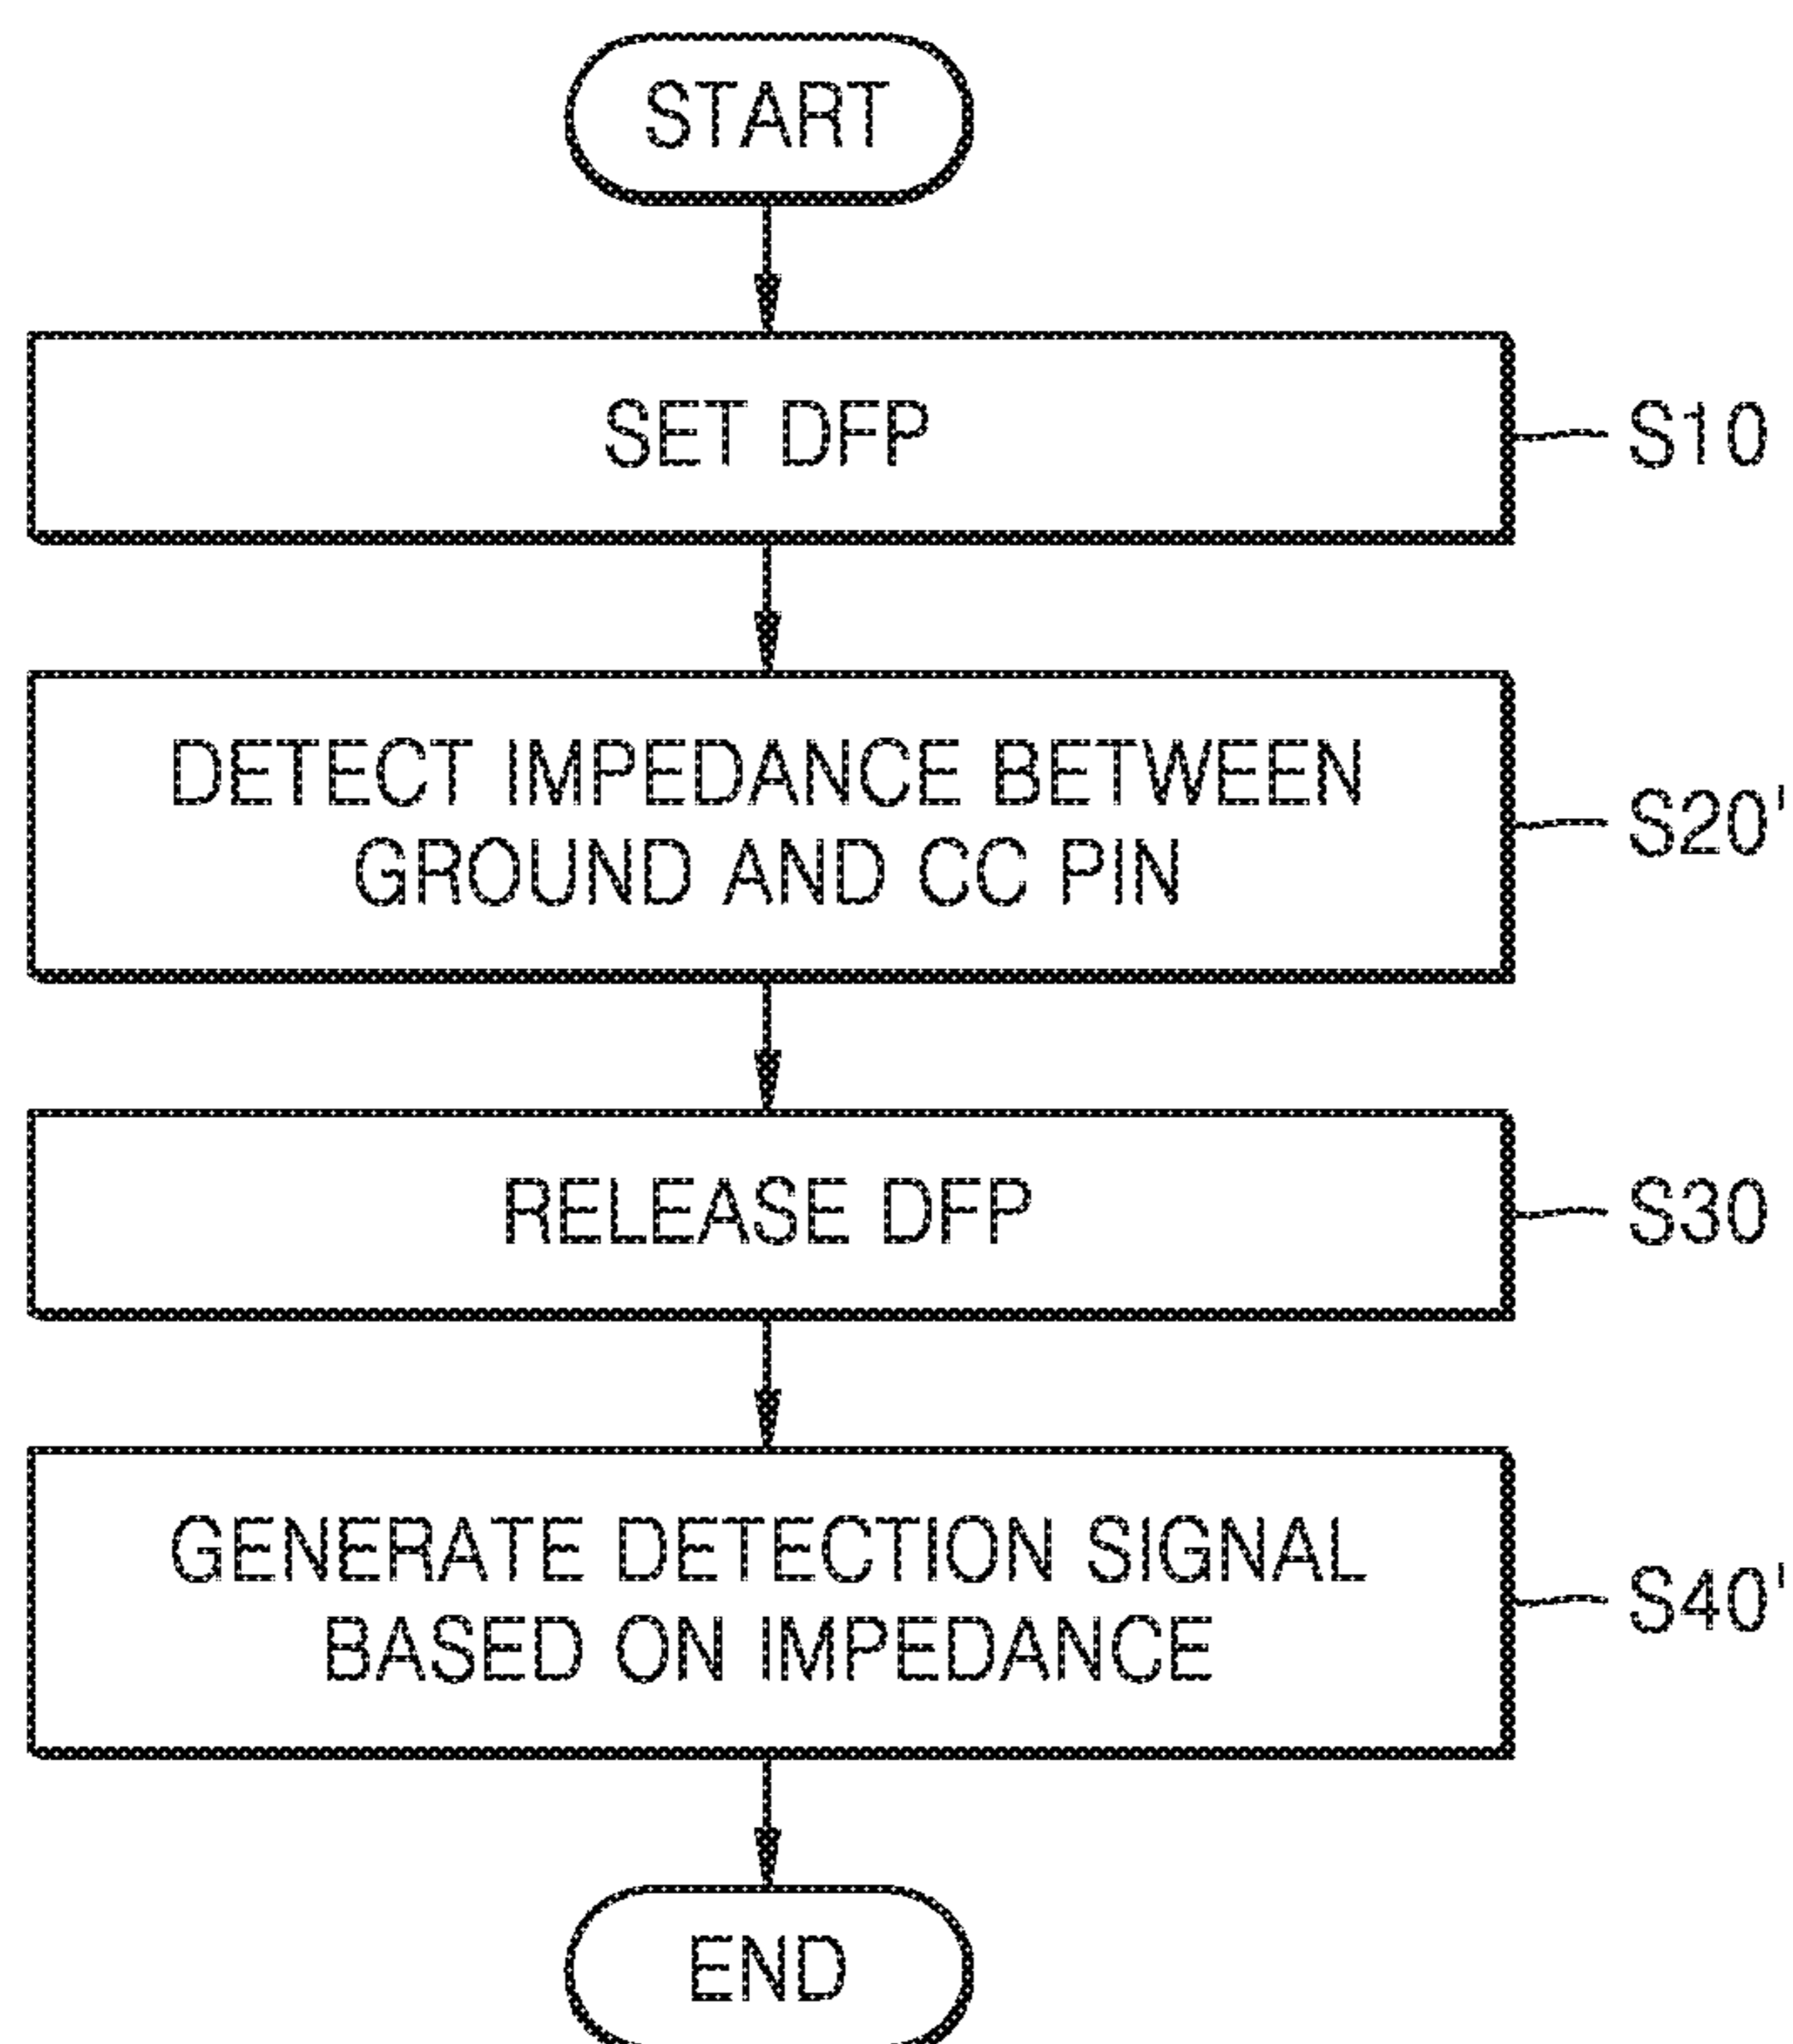 START
SET DFP
S10
DETECT IMPEDANCE BETWEEN
GROUND AND CC PIN
S20'
RELEASE DFP
S30
GENERATE DETECTION SIGNAL
BASED ON IMPEDANCE
S40'
END